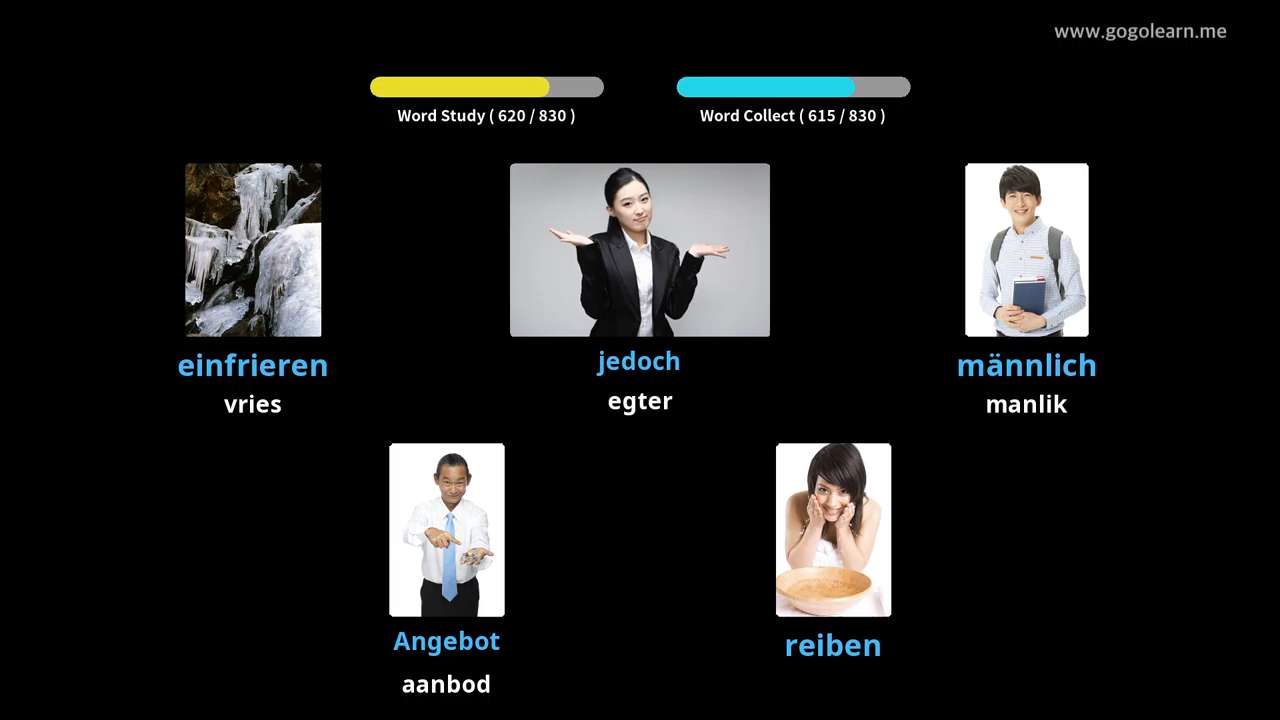 www.gogolearn.me
Word Study ( 620 / 830 )
Word Collect ( 615 / 830 )
einfrieren
vries
jedoch
egter
männlich
manlik
Angebot
aanbod
reiben